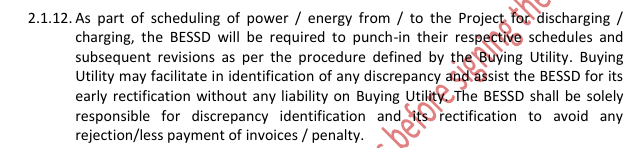 2.1.12. As part of scheduling of power / energy from / to the Project for discharging /
charging, the BESSD will be required to punch-in their respective schedules and
subsequent revisions as per the procedure defined by the Buying Utility. Buying
Utility may facilitate in identification of any discrepancy and assist the BESSD for its
early rectification without any liability on Buying Utility. The BESSD shall be solely
responsible for discrepancy identification and its rectification to avoid any
rejection/less payment of invoices / penalty.
before signing the